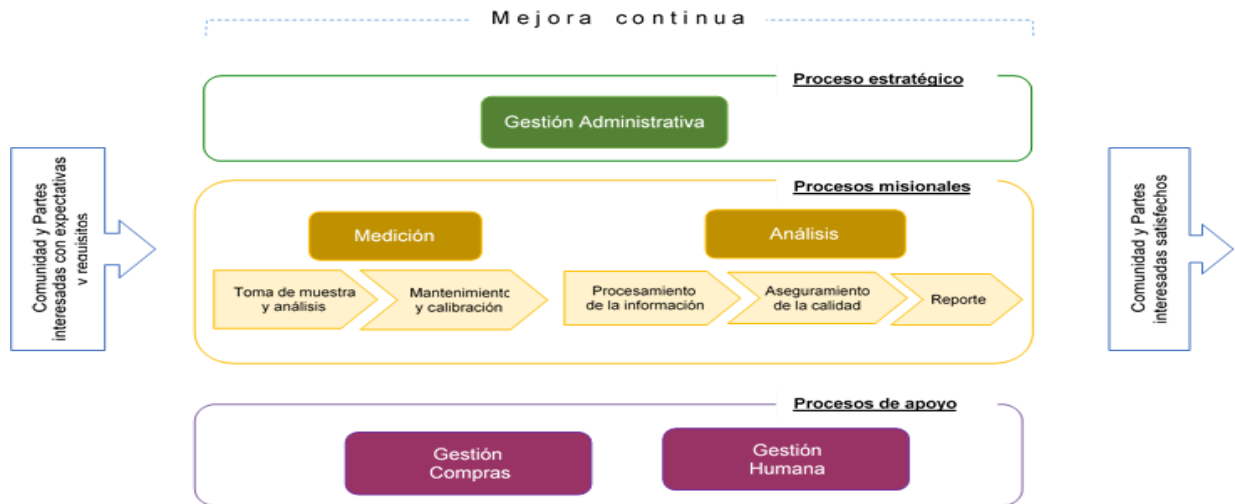 Mejora continua
Proceso estratégico
Gestión Administrativa
Comunidad y Partes
interesadas con expectativas
y requisitos
Procesos misionales
Medición
Análisis
Toma de muestra
y análisis
Mantenimiento
y calibración
Procesamiento
de la información
Aseguramiento
de la calidad
Reporte
Comunidad y Partes
interesadas satisfechos
Procesos de apoyo
Gestión
Compras
Gestión
Humana